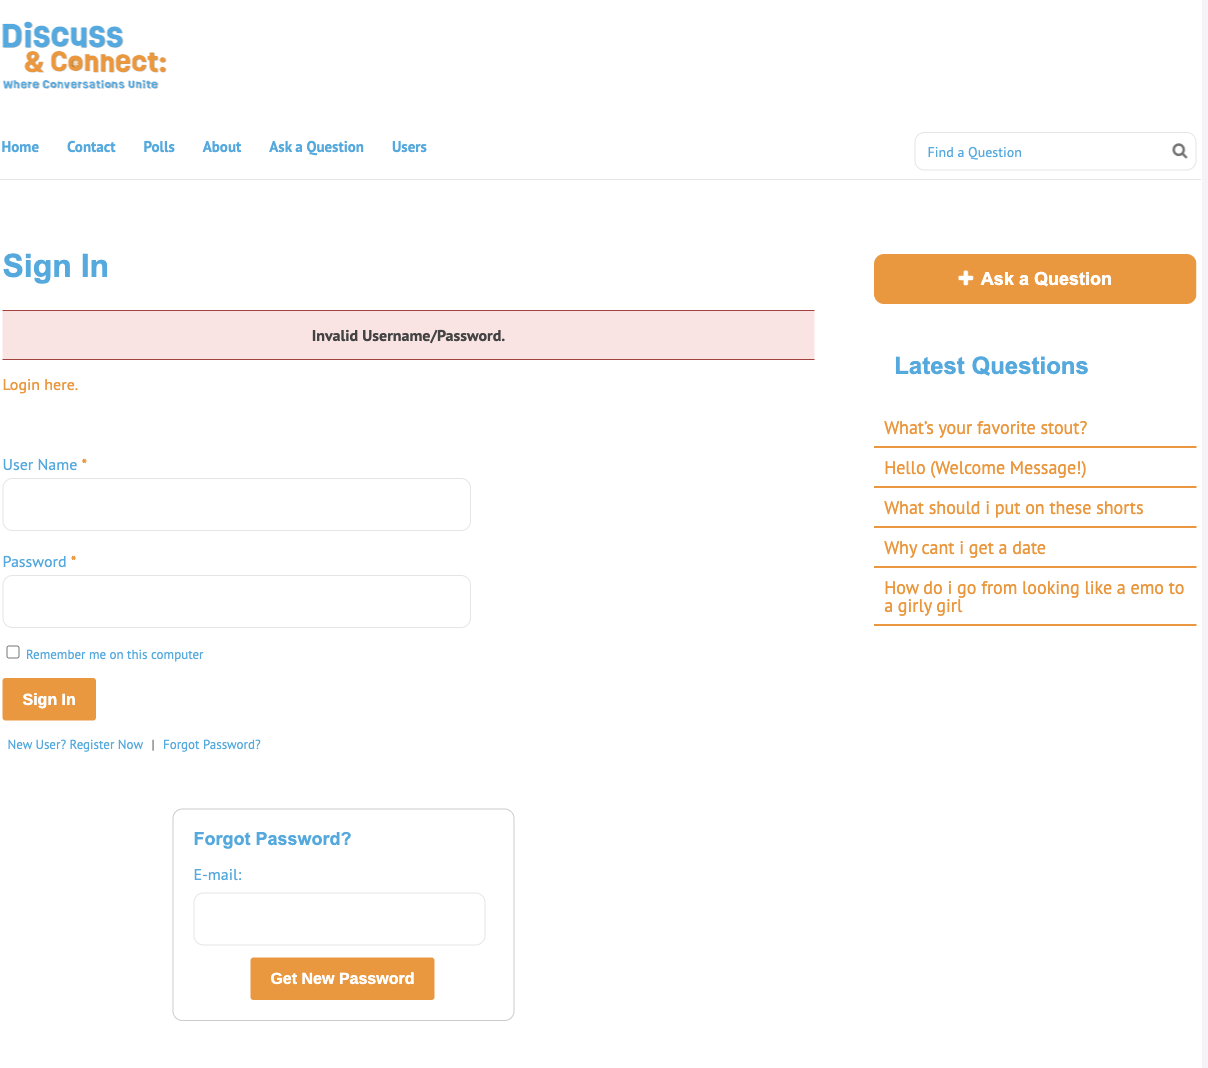 Discuss
& Connect:
Where Conversations Unite
Home Contact Polls About Ask a Question Users
Find a Question
Sign In
Invalid Username/Password.
Login here.
User Name *
Password *
Remember me on this computer
Sign In
New User? Register Now | Forgot Password?
Forgot Password?
E-mail:
Get New Password
+ Ask a Question
Latest Questions
What's your favorite stout?
Hello (Welcome Message!)
What should i put on these shorts
Why cant i get a date
How do i go from looking like a emo to
a girly girl